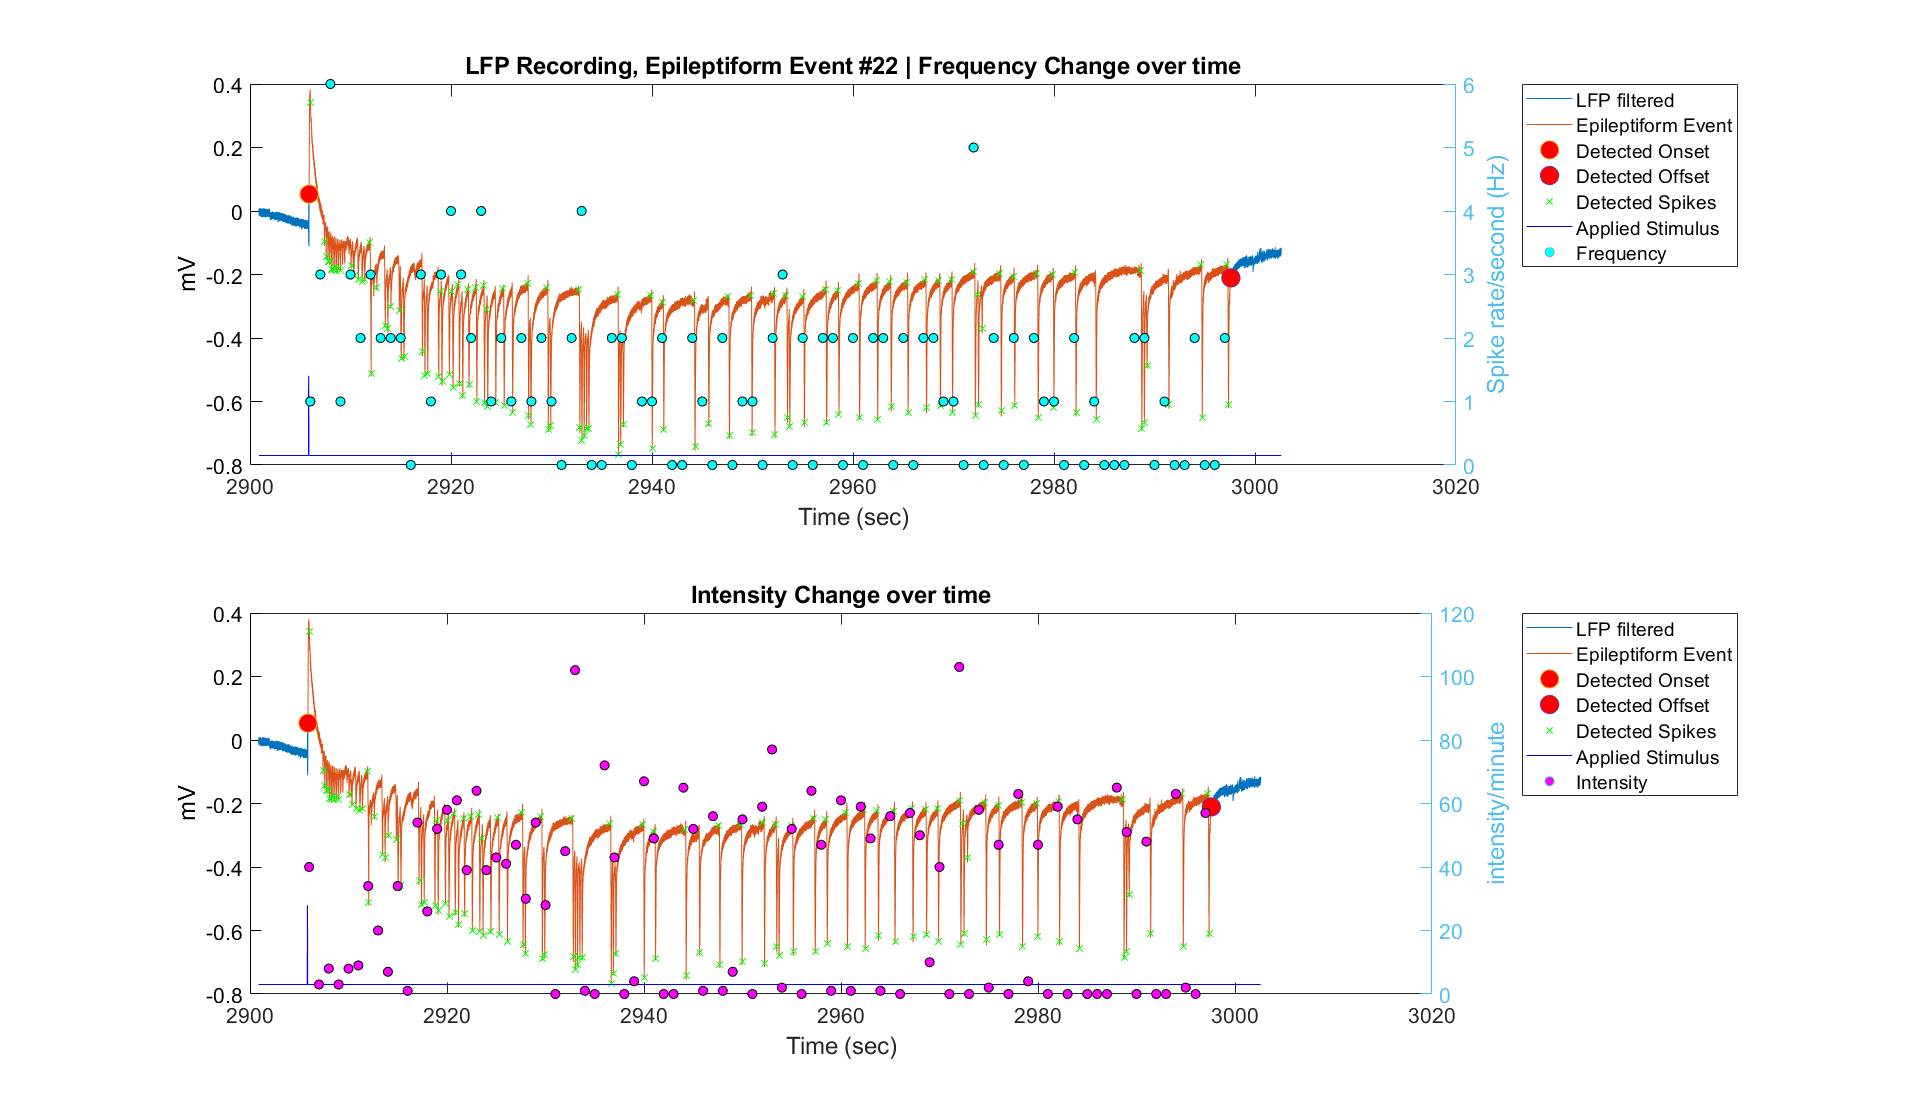 LFP Recording, Epileptiform Event #22 | Frequency Change over time
0.4
0.2
0
-0.2
-0.4
-0.6
-0.8
mV
2900
2920
2940
2960
2980
3000
3020
Time (sec)
6
5
4
3
2
1
0
Spike rate/second (Hz)
LFP filtered
Epileptiform Event
Detected Onset
Detected Offset
Detected Spikes
Applied Stimulus
Frequency
Intensity Change over time
0.4
0.2
0
-0.2
-0.4
-0.6
-0.8
mV
2900
2920
2940
2960
2980
3000
3020
Time (sec)
120
100
80
60
40
20
0
intensity/minute
LFP filtered
Epileptiform Event
Detected Onset
Detected Offset
Detected Spikes
Applied Stimulus
Intensity